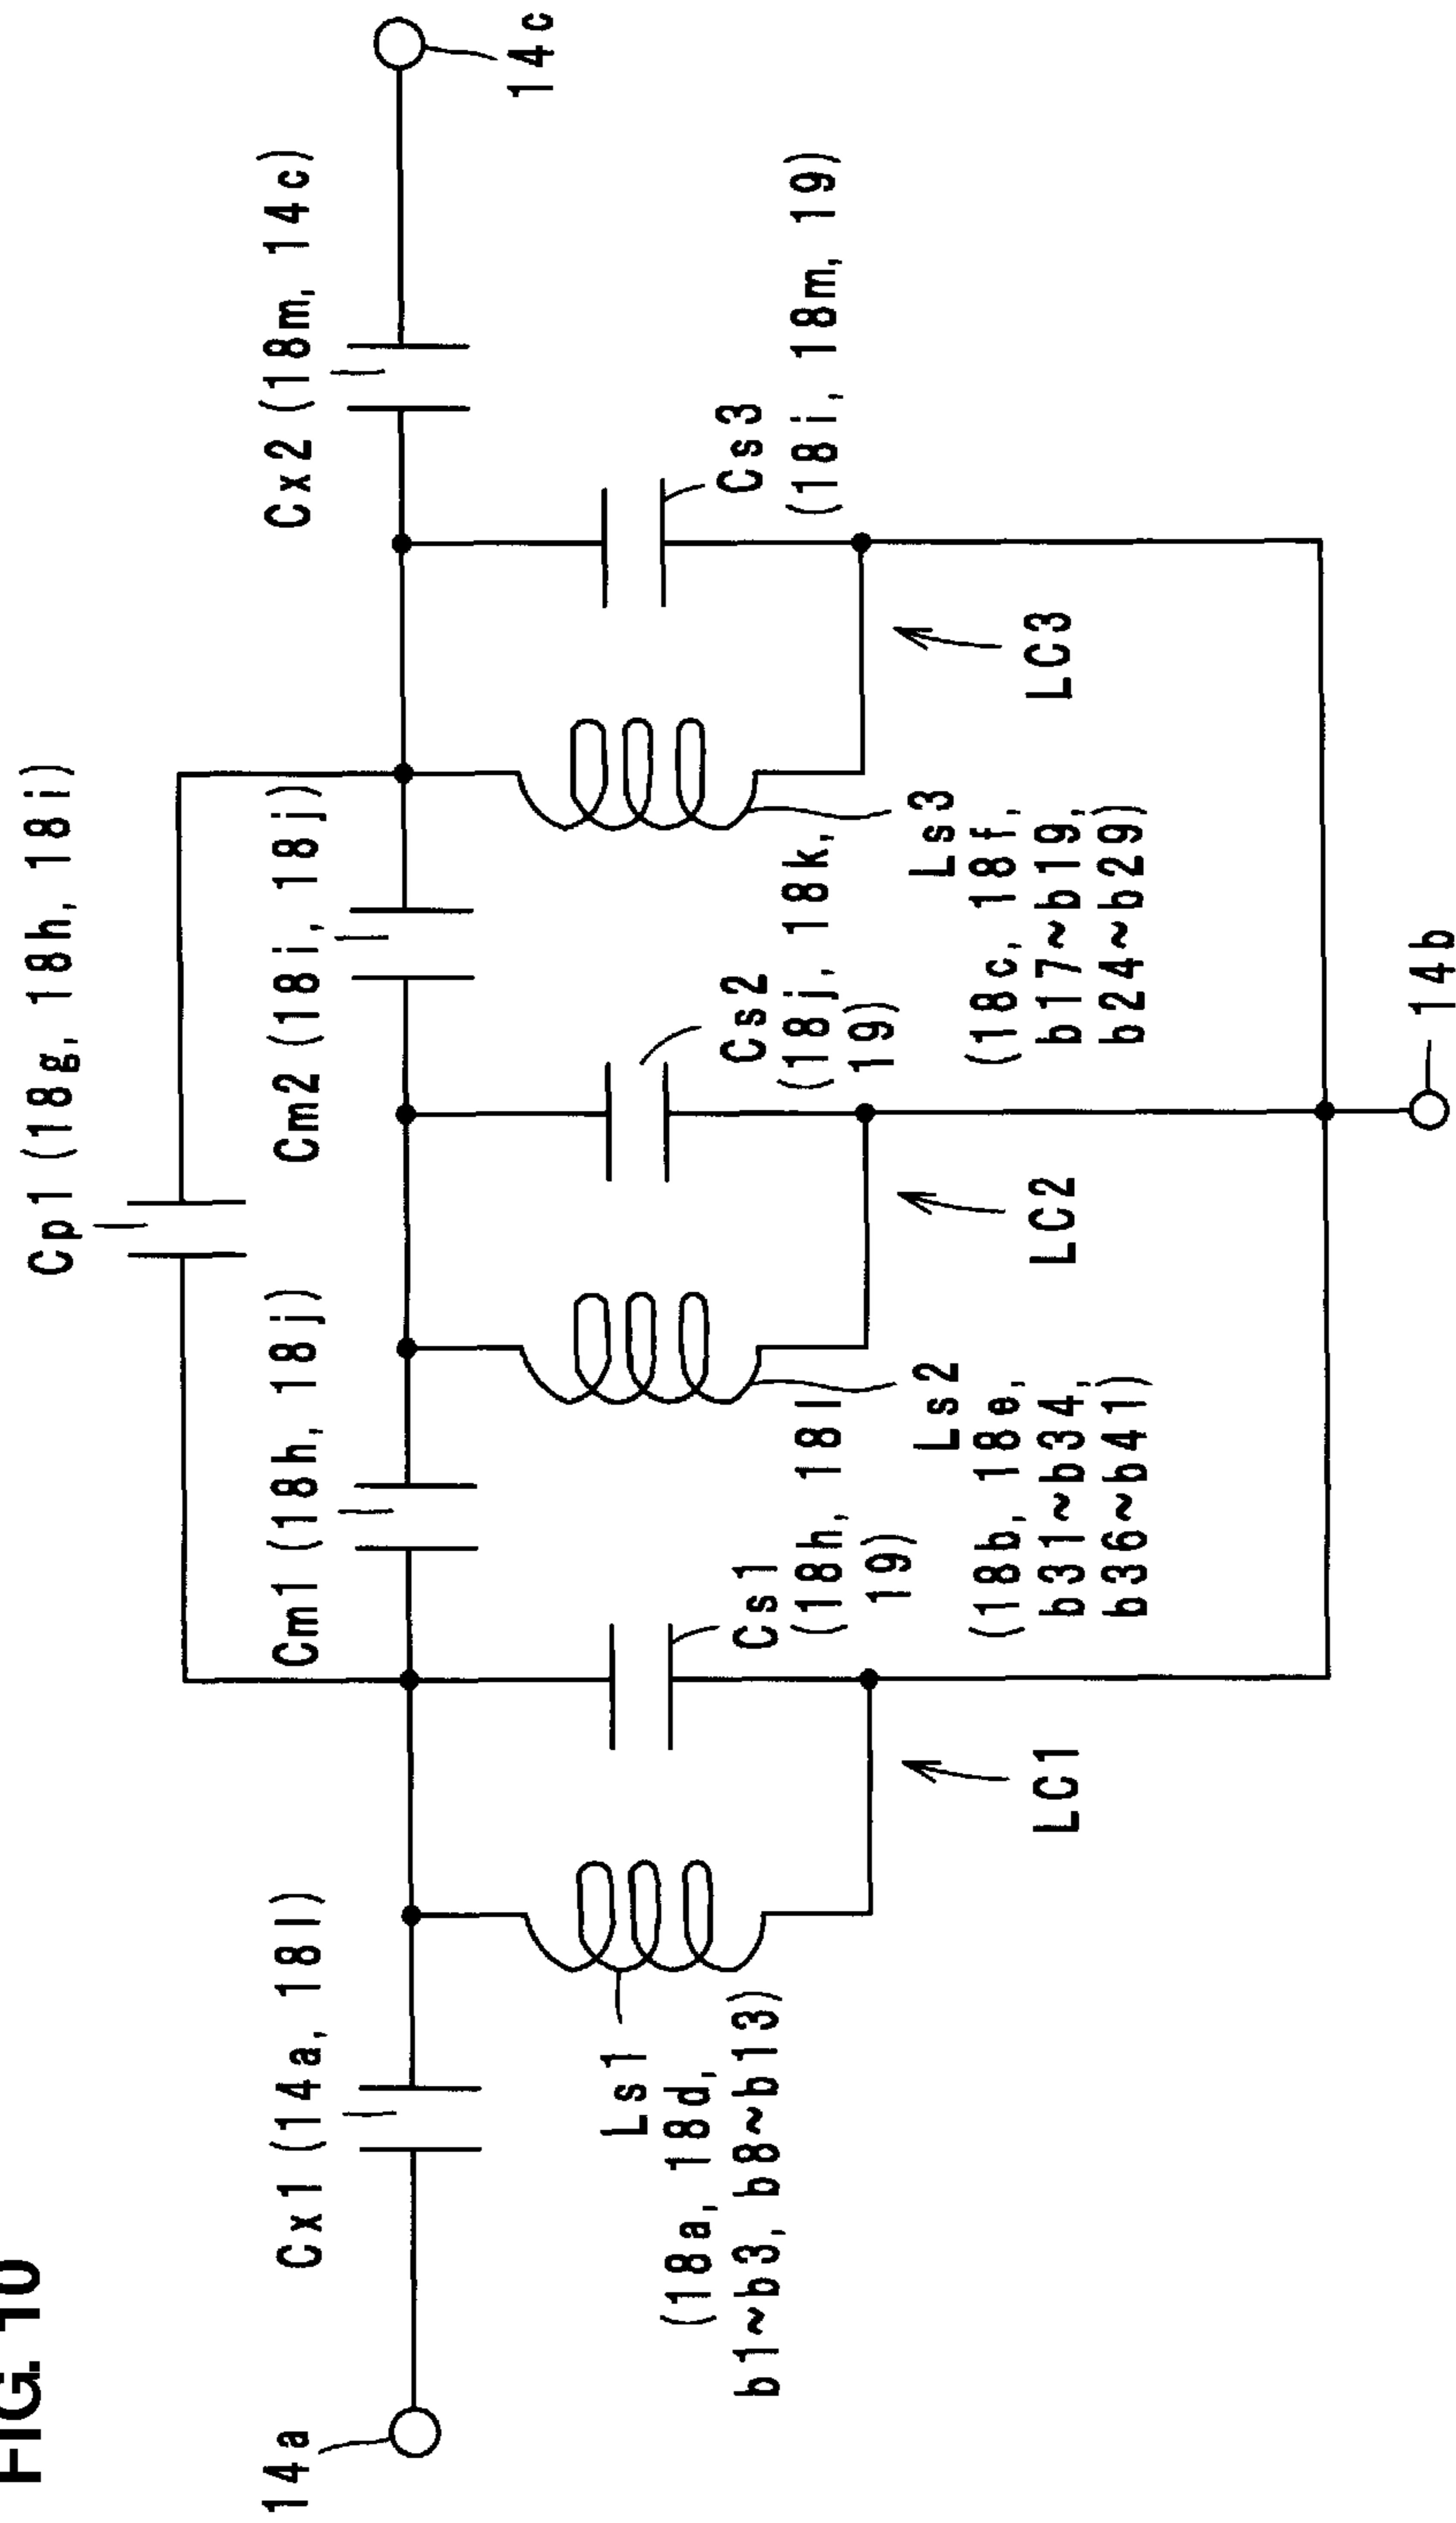 FIG. 10
Cp1 (18g, 18h, 18i)
Cx1 (14a, 18l)
Cm1 (18h, 18j)
Cm2 (18i, 18j)
Cx2 (18m, 14c)
14a
14c
Ls1
(18a, 18d,
b1~b3, b8~b13)
Cs1
(18h, 18l
19)
Ls2
(18b, 18e,
b31~b34,
b36~b41)
Cs2
(18j, 18k,
19)
Ls3
(18c, 18f,
b17~b19,
b24~b29)
Cs3
(18i, 18m, 19)
LC1
LC2
LC3
14b